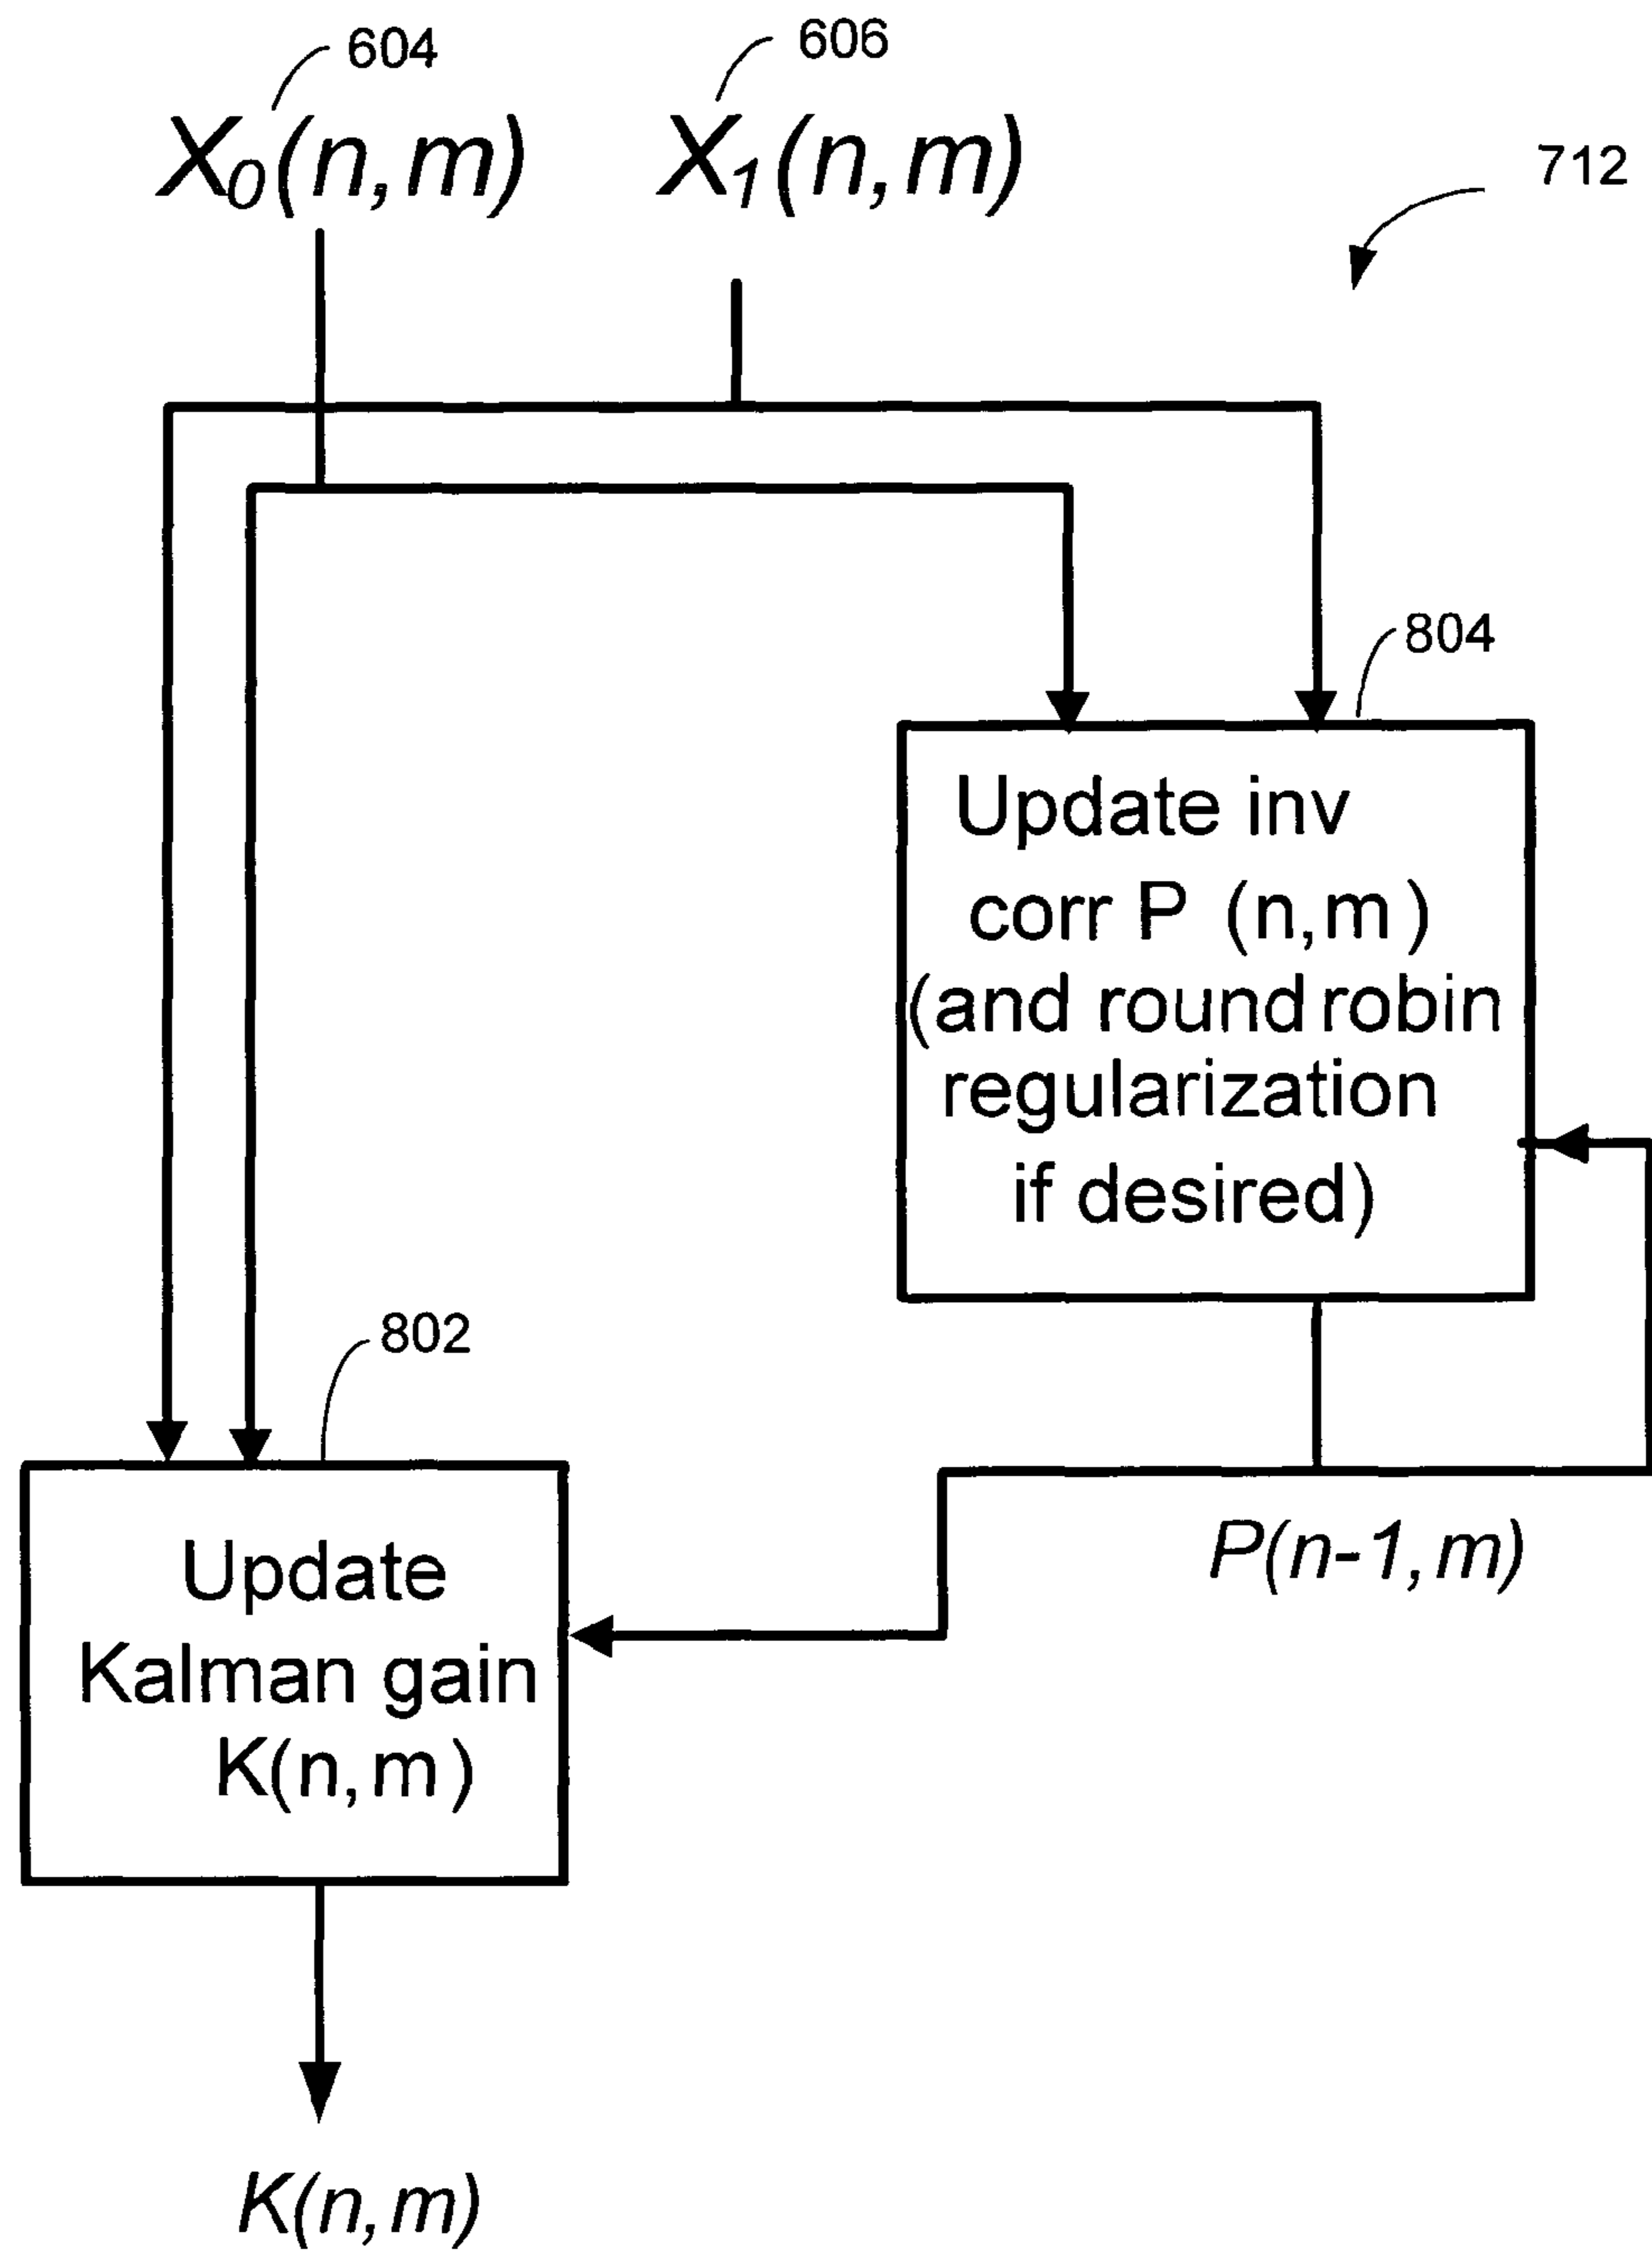 604
606
X0(n,m)
X1(n,m)
712
804
Update inv
corr P (n,m)
(and round robin
regularization
if desired)
802
P(n-1,m)
Update
Kalman gain
K(n,m)
K(n,m)